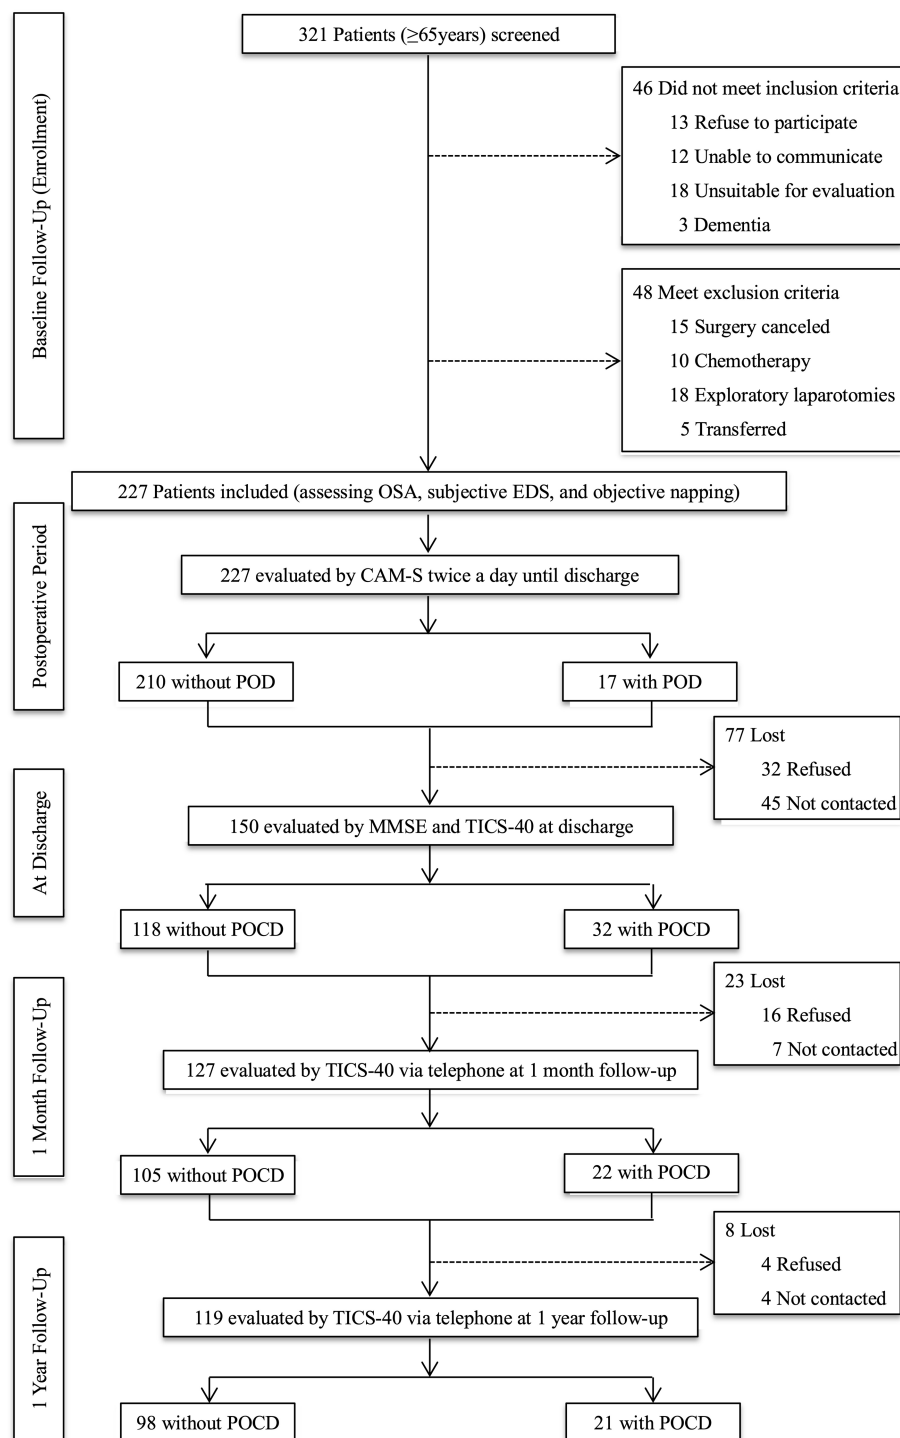 321 Patients (≥65years) screened
Baseline Follow-Up (Enrollment)
46 Did not meet inclusion criteria
13 Refuse to participate
12 Unable to communicate
18 Unsuitable for evaluation
3 Dementia
48 Meet exclusion criteria
15 Surgery canceled
10 Chemotherapy
18 Exploratory laparotomies
5 Transferred
227 Patients included (assessing OSA, subjective EDS, and objective napping)
Postoperative Period
227 evaluated by CAM-S twice a day until discharge
210 without POD
17 with POD
77 Lost
32 Refused
45 Not contacted
At Discharge
150 evaluated by MMSE and TICS-40 at discharge
118 without POCD
32 with POCD
23 Lost
16 Refused
7 Not contacted
1 Month Follow-Up
127 evaluated by TICS-40 via telephone at 1 month follow-up
105 without POCD
22 with POCD
8 Lost
4 Refused
4 Not contacted
1 Year Follow-Up
119 evaluated by TICS-40 via telephone at 1 year follow-up
98 without POCD
21 with POCD